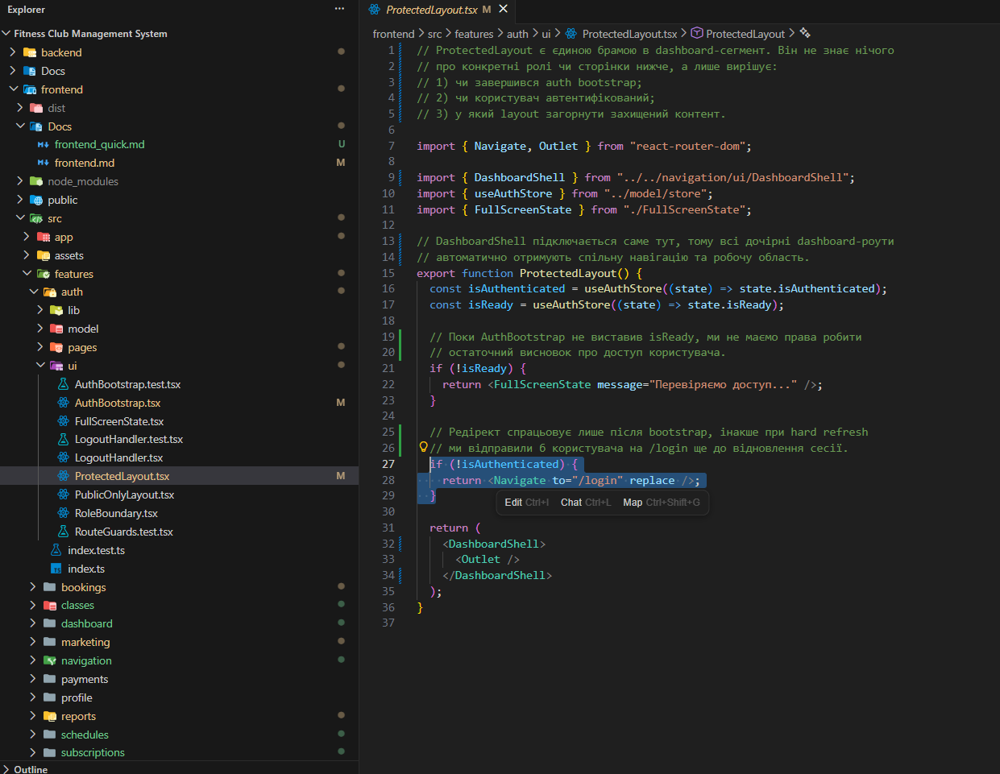 Explorer
···
Fitness Club Management System
backend
Docs
frontend
dist
Docs
frontend_quick.md U
frontend.md M
node_modules
public
src
app
assets
features
auth
lib
model
pages
ui
AuthBootstrap.test.tsx
AuthBootstrap.tsx M
FullScreenState.tsx
LogoutHandler.test.tsx
LogoutHandler.tsx
ProtectedLayout.tsx M
PublicOnlyLayout.tsx
RoleBoundary.tsx
RouteGuards.test.tsx
index.test.ts
index.ts
bookings
classes
dashboard
marketing
navigation
payments
profile
reports
schedules
subscriptions
Outline
ProtectedLayout.tsx M
frontend > src > features > auth > ui > ProtectedLayout.tsx > ProtectedLayout >
1 // ProtectedLayout є єдиною брамою в dashboard-сегмент. Він не знає нічого
2 // про конкретні ролі чи сторінки нижче, а лише вирішує:
3 // 1) чи завершився auth bootstrap;
4 // 2) чи користувач автентифікований;
5 // 3) у який layout загорнути захищений контент.
6
7 import { Navigate, Outlet } from "react-router-dom";
8
9 import { DashboardShell } from "../../navigation/ui/DashboardShell";
10 import { useAuthStore } from "../model/store";
11 import { FullScreenState } from "./FullScreenState";
12
13 // DashboardShell підключається саме тут, тому всі дочірні dashboard-роути
14 // автоматично отримують спільну навігацію та робочу область.
15 export function ProtectedLayout() {
16 const isAuthenticated = useAuthStore((state) => state.isAuthenticated);
17 const isReady = useAuthStore((state) => state.isReady);
18
19 // Поки AuthBootstrap не виставив isReady, ми не маємо права робити
20 // остаточний висновок про доступ користувача.
21 if (!isReady) {
22 return <FullScreenState message="Перевіряємо доступ..." />;
23 }
24
25 // Редірект спрацьовує лише після bootstrap, інакше при hard refresh
26 // ми відправили б користувача на /login ще до відновлення сесії.
27 if (!isAuthenticated) {
28 return <Navigate to="/login" replace />;
29 }
Edit Ctrl+I Chat Ctrl+L Map Ctrl+Shift+G
30
31 return (
32 <DashboardShell>
33 <Outlet />
34 </DashboardShell>
35 );
36 }
37